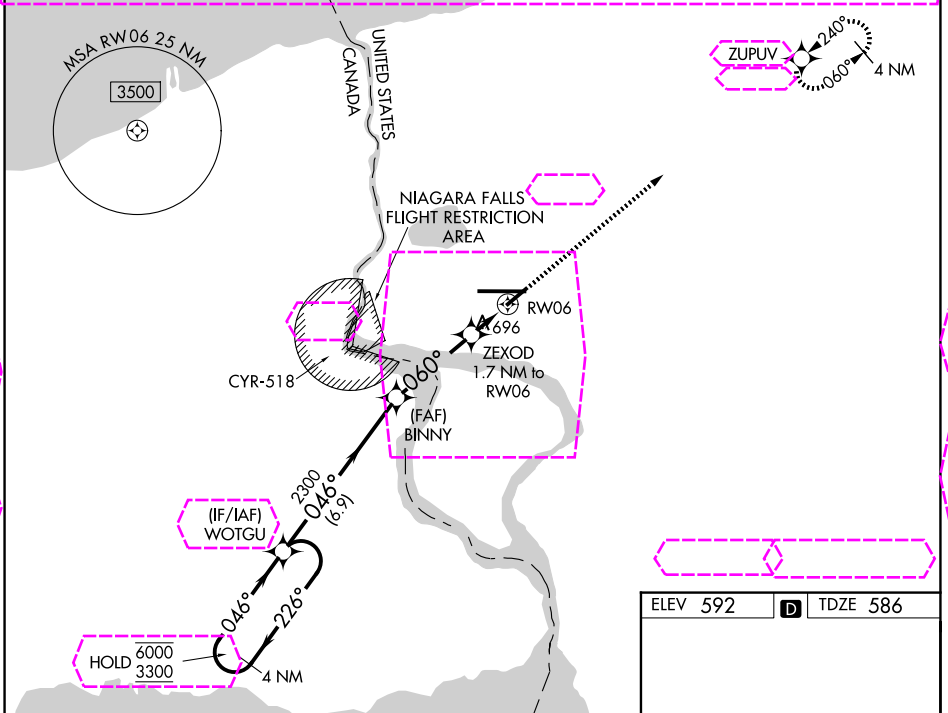 MSA RW06 25 NM
3500
UNITED STATES
CANADA
ZUPUV
240°
060°
4 NM
NIAGARA FALLS
FLIGHT RESTRICTION
AREA
RW06
696
ZEXOD
1.7 NM to
RW06
CYR-518
060°
(FAF)
BINNY
2300
046°
(6.9)
(IF/IAF)
WOTGU
046°
226°
HOLD 6000
3300
4 NM
ELEV 592 D TDZE 586